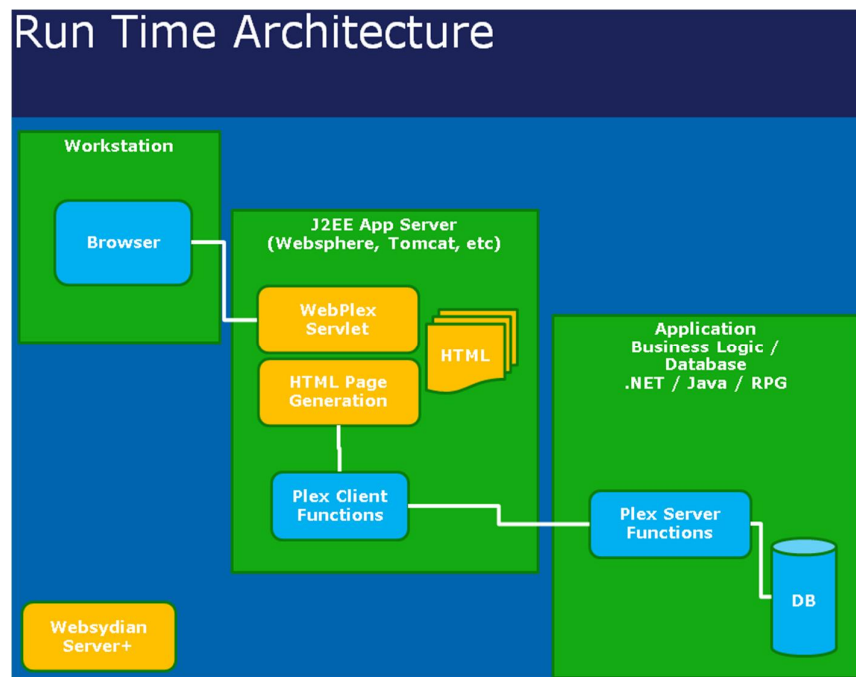 Run Time Architecture
Workstation
Browser
J2EE App Server
(Websphere, Tomcat, etc)
WebPlex
Servlet
HTML
HTML Page
Generation
Plex Client
Functions
Application
Business Logic /
Database
.NET / Java / RPG
Plex Server
Functions
DB
Websydian
Server+